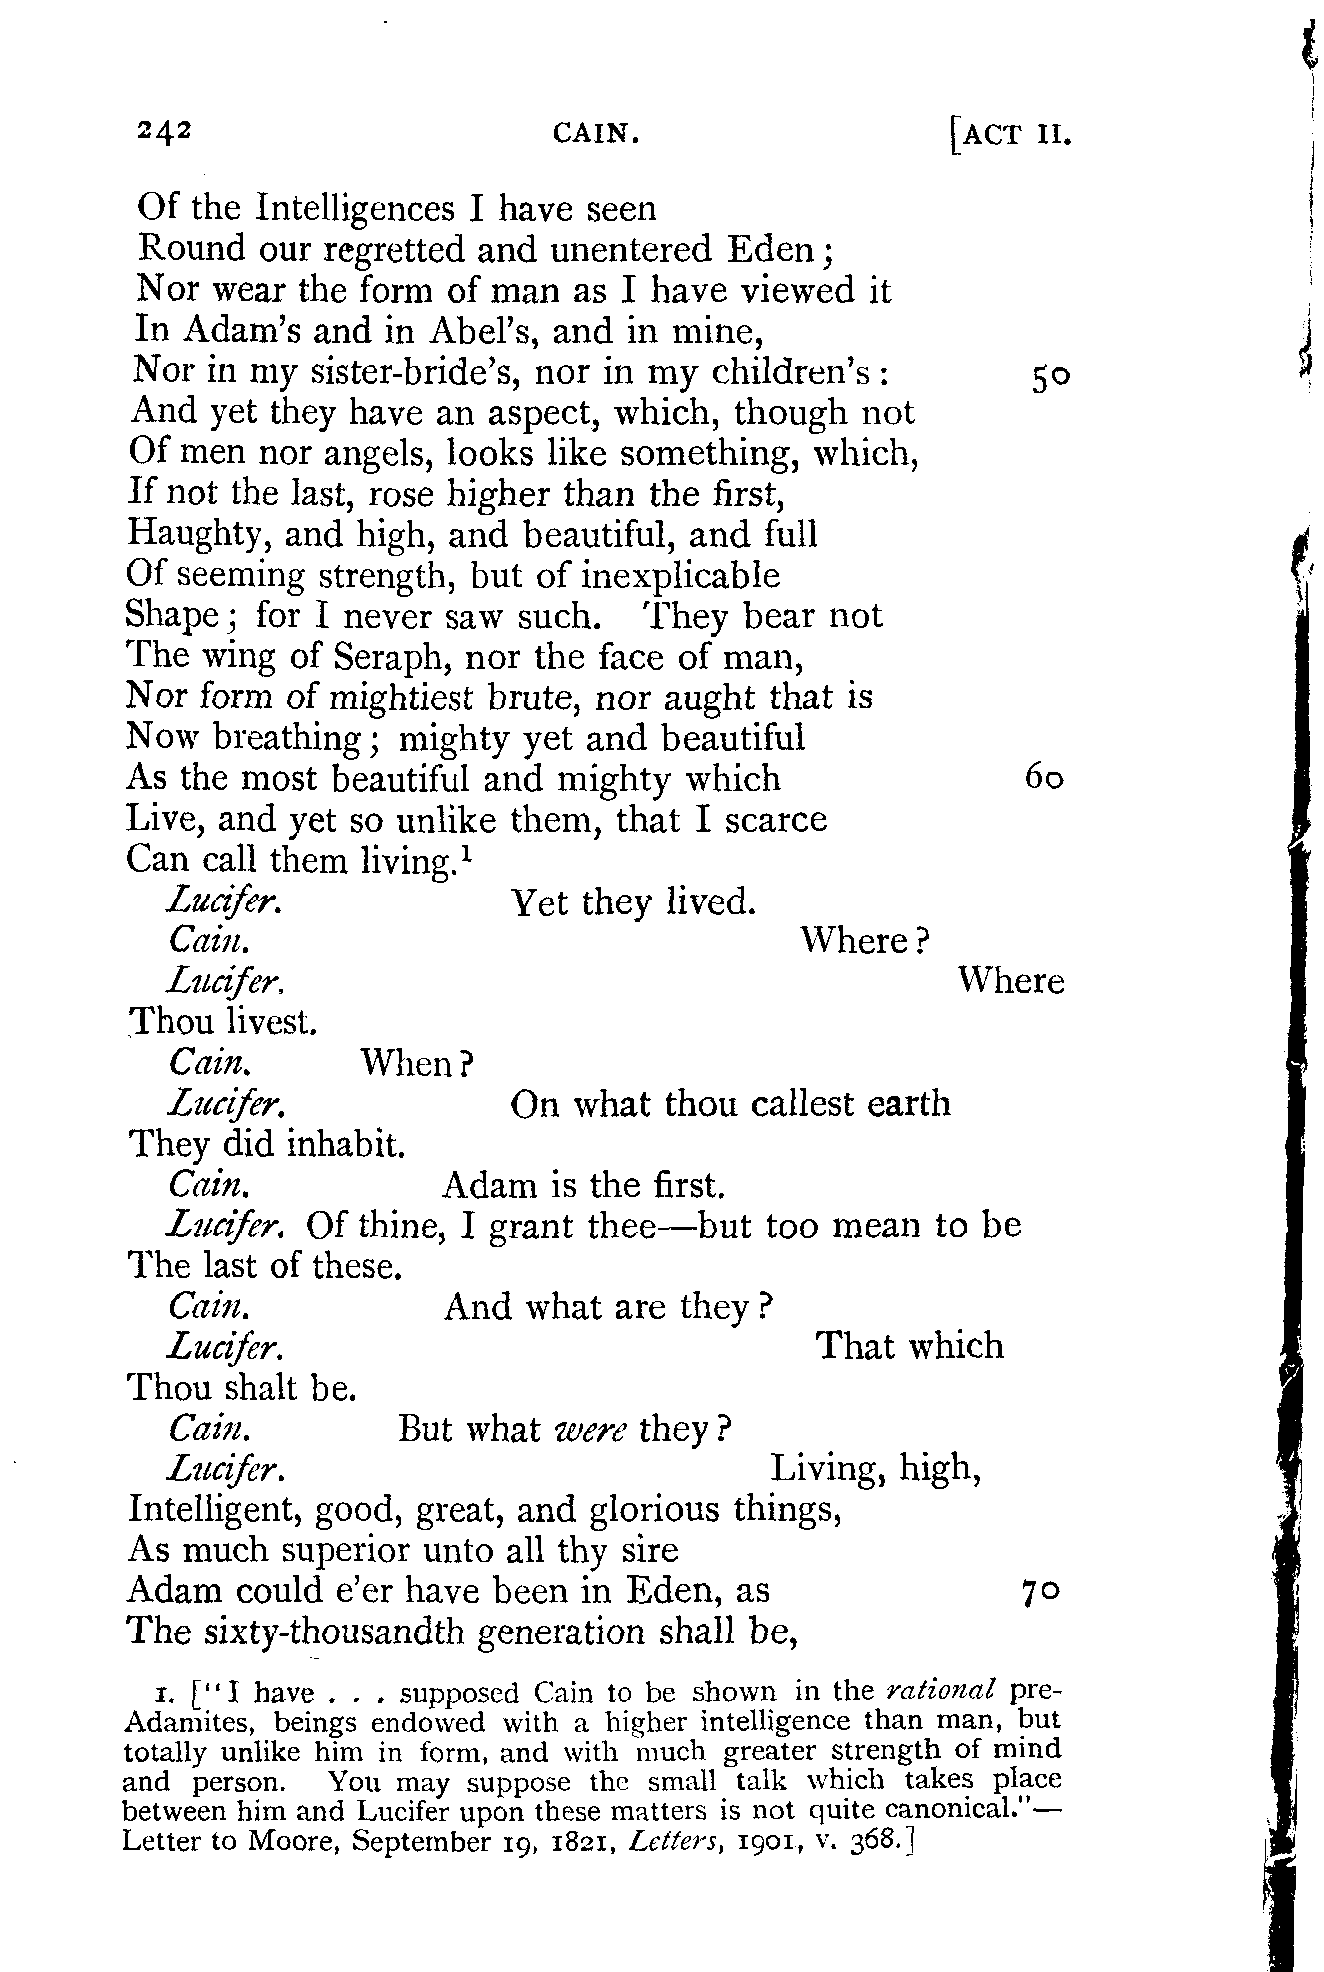 242 CAIN. [ACT II.
Of the Intelligences I have seen
Round our regretted and unentered Eden;
Nor wear the form of man as I have viewed it
In Adam's and in Abel's, and in mine,
Nor in my sister-bride's, nor in my children's: 50
And yet they have an aspect, which, though not
Of men nor angels, looks like something, which,
If not the last, rose higher than the first,
Haughty, and high, and beautiful, and full
Of seeming strength, but of inexplicable
Shape; for I never saw such. They bear not
The wing of Seraph, nor the face of man,
Nor form of mightiest brute, nor aught that is
Now breathing; mighty yet and beautiful
As the most beautiful and mighty which 60
Live, and yet so unlike them, that I scarce
Can call them living.¹
Lucifer. Yet they lived.
Cain. Where?
Lucifer. Where
Thou livest.
Cain. When?
Lucifer. On what thou callest earth
They did inhabit.
Cain. Adam is the first.
Lucifer. Of thine, I grant thee—but too mean to be
The last of these.
Cain. And what are they?
Lucifer. That which
Thou shalt be.
Cain. But what were they?
Lucifer. Living, high,
Intelligent, good, great, and glorious things,
As much superior unto all thy sire
Adam could e'er have been in Eden, as 70
The sixty-thousandth generation shall be,
1. ["I have . . . supposed Cain to be shown in the rational pre-
Adamites, beings endowed with a higher intelligence than man, but
totally unlike him in form, and with much greater strength of mind
and person. You may suppose the small talk which takes place
between him and Lucifer upon these matters is not quite canonical."—
Letter to Moore, September 19, 1821, Letters, 1901, v. 368.]